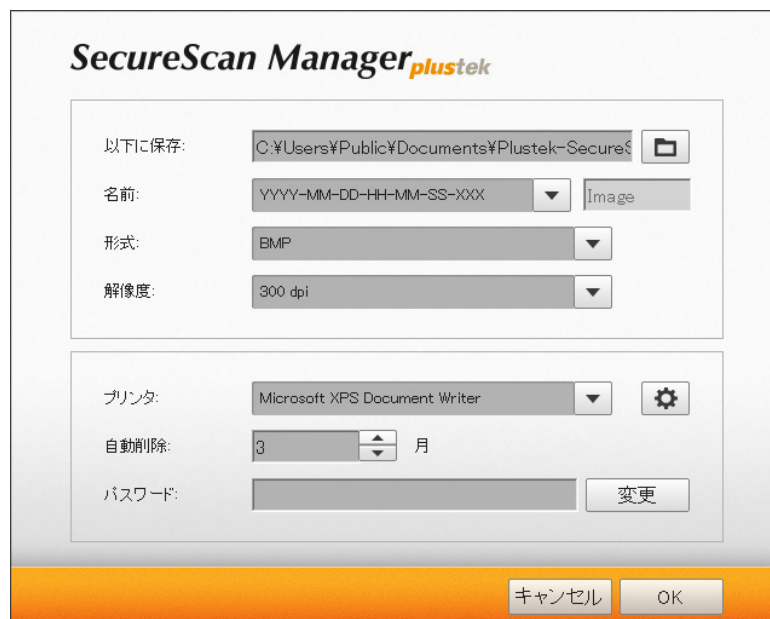 SecureScan Manager plustek
以下に保存: C:¥Users¥Public¥Documents¥Plustek-Secure
名前: YYYY-MM-DD-HH-MM-SS-XXX Image
形式: BMP
解像度: 300 dpi
プリンタ: Microsoft XPS Document Writer
自動削除: 3 月
パスワード: 変更
キャンセル OK